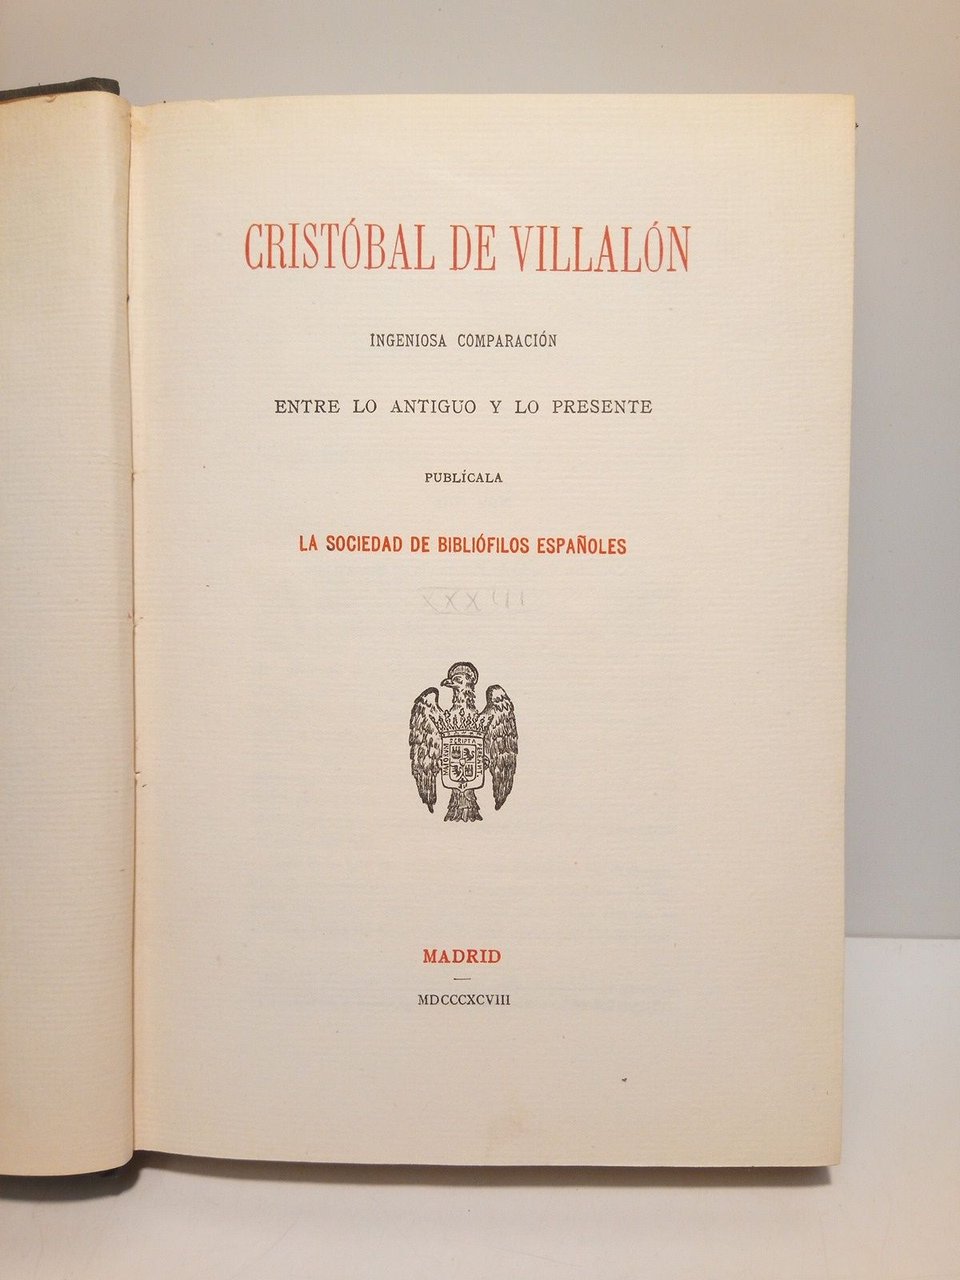 CRISTÓBAL DE VILLALÓN
INGENIOSA COMPARACIÓN
ENTRE LO ANTIGUO Y LO PRESENTE
PUBLÍCALA
LA SOCIEDAD DE BIBLIÓFILOS ESPAÑOLES
XXXIII
SCRIPTA
MADRID
MDCCCXCVIII